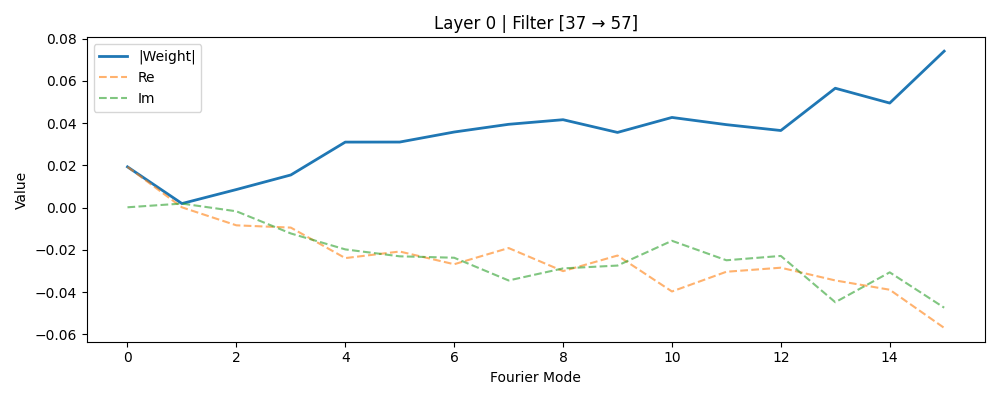 Layer 0 | Filter [37 → 57]
|Weight|
Re
Im
Value
0.08
0.06
0.04
0.02
0.00
−0.02
−0.04
−0.06
0 2 4 6 8 10 12 14
Fourier Mode